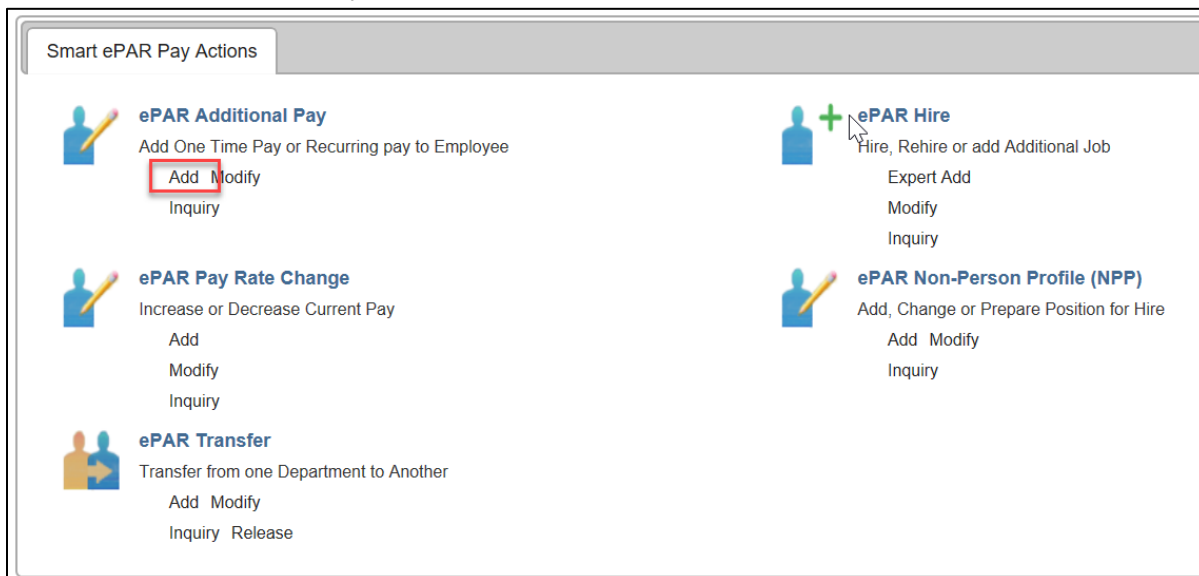 Smart ePAR Pay Actions
ePAR Additional Pay
Add One Time Pay or Recurring pay to Employee
Add Modify
Inquiry
ePAR Hire
Hire, Rehire or add Additional Job
Expert Add
Modify
Inquiry
ePAR Pay Rate Change
Increase or Decrease Current Pay
Add
Modify
Inquiry
ePAR Non-Person Profile (NPP)
Add, Change or Prepare Position for Hire
Add Modify
Inquiry
ePAR Transfer
Transfer from one Department to Another
Add Modify
Inquiry Release